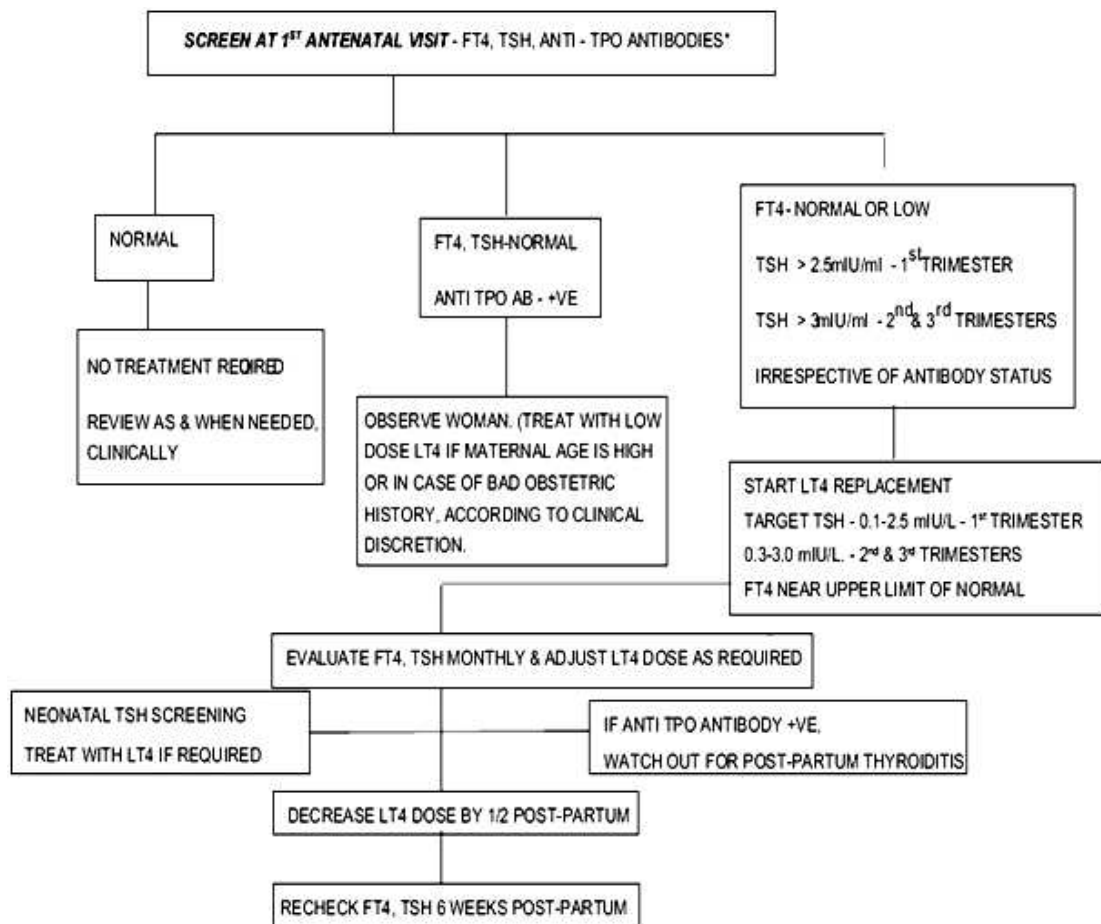 SCREEN AT 1ST ANTENATAL VISIT - FT4, TSH, ANTI - TPO ANTIBODIES*
NORMAL
FT4, TSH-NORMAL
ANTI TPO AB - +VE
FT4- NORMAL OR LOW
TSH > 2.5mIU/ml - 1st TRIMESTER
TSH > 3mIU/ml - 2nd & 3rd TRIMESTERS
IRRESPECTIVE OF ANTIBODY STATUS
NO TREATMENT REQIRED
REVIEW AS & WHEN NEEDED,
CLINICALLY
OBSERVE WOMAN. (TREAT WITH LOW
DOSE LT4 IF MATERNAL AGE IS HIGH
OR IN CASE OF BAD OBSTETRIC
HISTORY, ACCORDING TO CLINICAL
DISCRETION.
START LT4 REPLACEMENT
TARGET TSH - 0.1-2.5 mIU/L - 1st TRIMESTER
0.3-3.0 mIU/L. - 2nd & 3rd TRIMESTERS
FT4 NEAR UPPER LIMIT OF NORMAL
EVALUATE FT4, TSH MONTHLY & ADJUST LT4 DOSE AS REQUIRED
NEONATAL TSH SCREENING
TREAT WITH LT4 IF REQUIRED
IF ANTI TPO ANTIBODY +VE,
WATCH OUT FOR POST-PARTUM THYROIDITIS
DECREASE LT4 DOSE BY 1/2 POST-PARTUM
RECHECK FT4, TSH 6 WEEKS POST-PARTUM